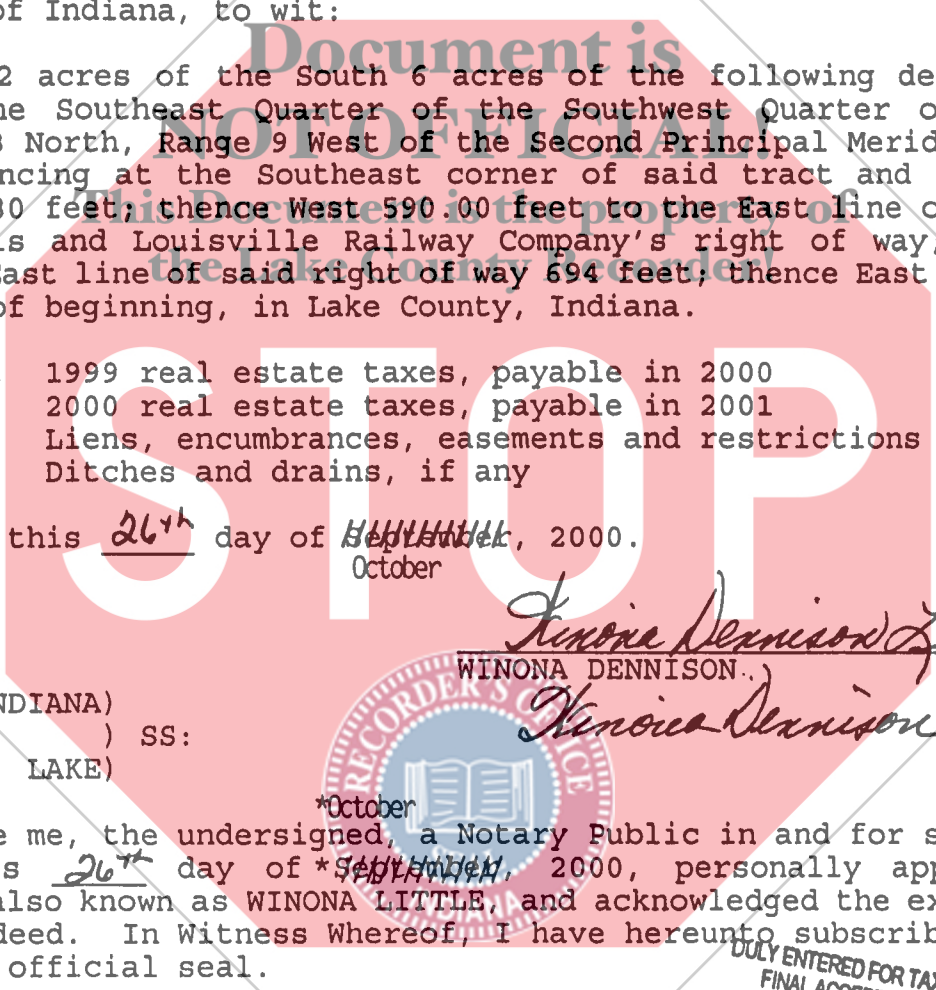 of Indiana, to wit:
Document is
2 acres of the South 6 acres of the following de
he Southeast Quarter of the Southwest Quarter o
NOT OFFICIAL!
North, Range 9 West of the Second Principal Merid
ncing at the Southeast corner of said tract and
This Document is the property of
30 feet; thence West 590.00 feet to the East line o
is and Louisville Railway Company's right of way,
the Lake County Recorder!
East line of said right of way 694 feet; thence East
of beginning, in Lake County, Indiana.
STOP
1999 real estate taxes, payable in 2000
2000 real estate taxes, payable in 2001
Liens, encumbrances, easements and restrictions
Ditches and drains, if any
this 26th day of September, 2000.
October
Winona Dennison
WINONA DENNISON
NDIANA)
) SS:
Winona Dennison
LAKE)
RECORDER'S OFFICE
INDIANA
*October
e me, the undersigned, a Notary Public in and for s
s 26th day of *September, 2000, personally app
also known as WINONA LITTLE, and acknowledged the ex
deed. In Witness Whereof, I have hereunto subscrib
official seal.
DULY ENTERED FOR TAX